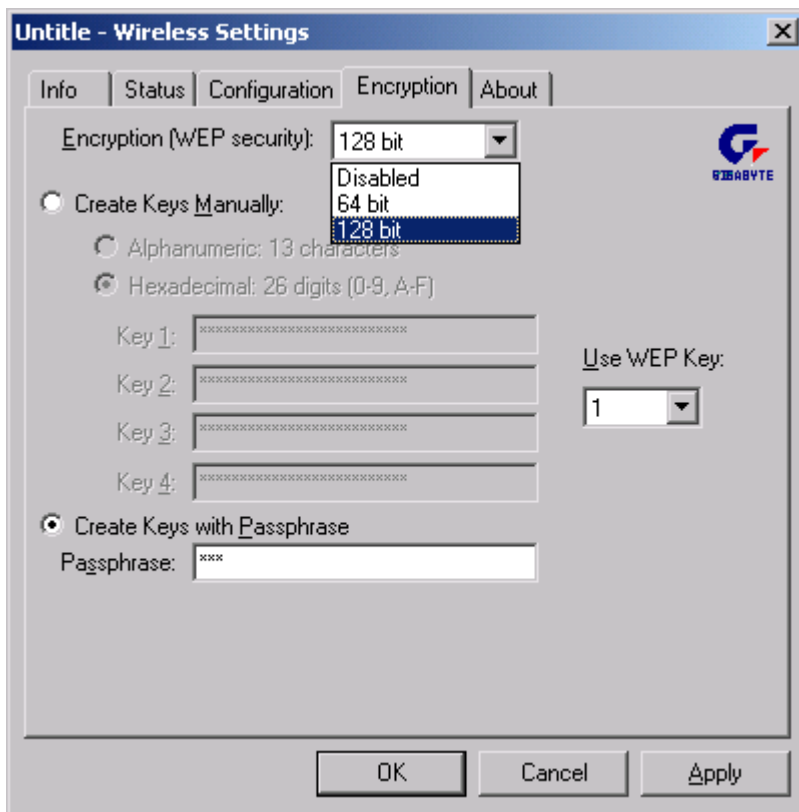 Untitle - Wireless Settings
Info Status Configuration Encryption About
Encryption (WEP security): 128 bit
GIGABYTE
Disabled
64 bit
128 bit
Create Keys Manually:
Alphanumeric: 13 characters
Hexadecimal: 26 digits (0-9, A-F)
Key 1: **************************
Use WEP Key:
Key 2: **************************
1
Key 3: **************************
Key 4: **************************
Create Keys with Passphrase
Passphrase: ***
OK Cancel Apply